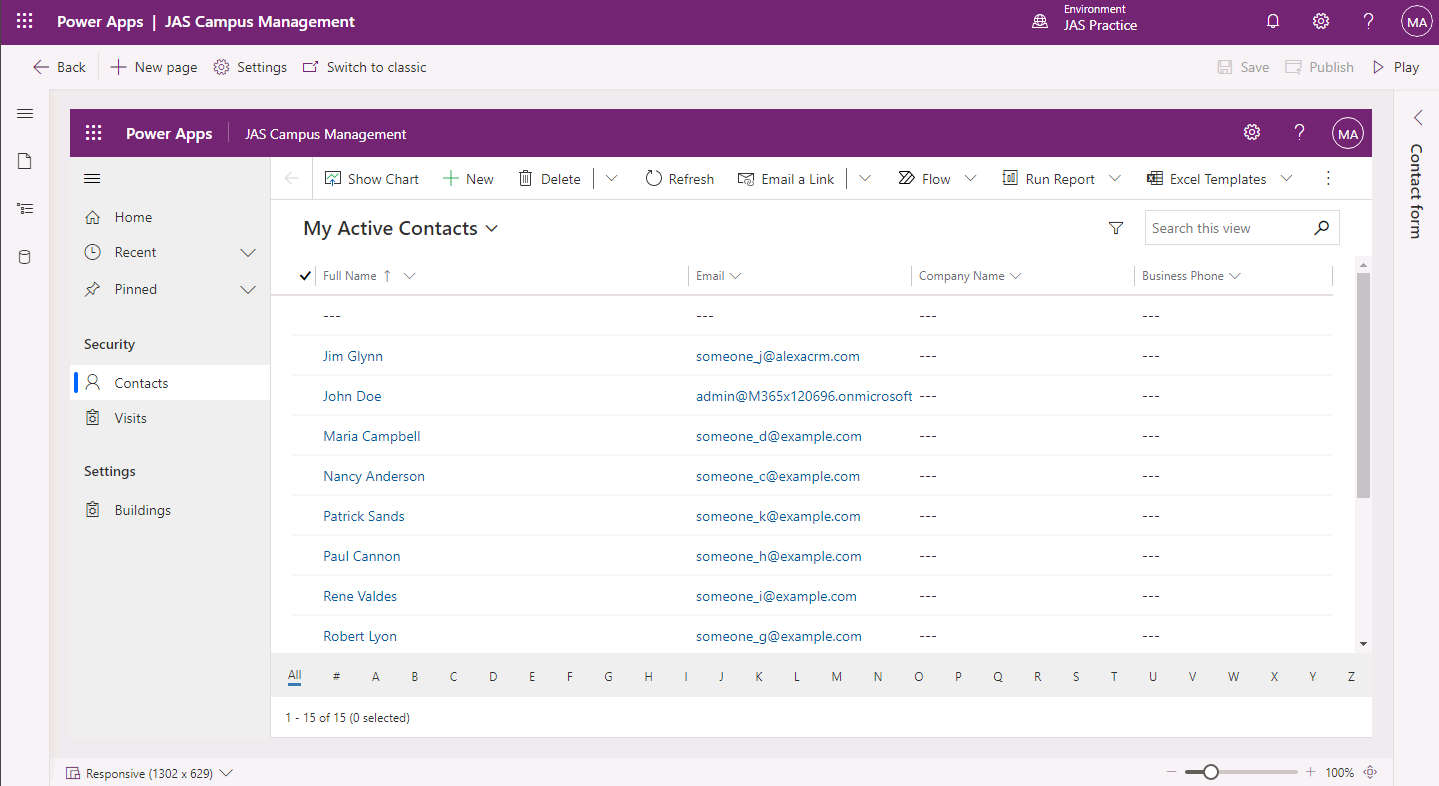 Power Apps | JAS Campus Management
Environment
JAS Practice
MA
Back
New page
Settings
Switch to classic
Save
Publish
Play
Power Apps
JAS Campus Management
MA
Contact form
Show Chart
New
Delete
Refresh
Email a Link
Flow
Run Report
Excel Templates
Home
Recent
Pinned
Security
Contacts
Visits
Settings
Buildings
My Active Contacts
Search this view
Full Name Email Company Name Business Phone
--- --- --- ---
Jim Glynn someone_j@alexacrm.com --- ---
John Doe admin@M365x120696.onmicrosoft --- ---
Maria Campbell someone_d@example.com --- ---
Nancy Anderson someone_c@example.com --- ---
Patrick Sands someone_k@example.com --- ---
Paul Cannon someone_h@example.com --- ---
Rene Valdes someone_i@example.com --- ---
Robert Lyon someone_g@example.com --- ---
All # A B C D E F G H I J K L M N O P Q R S T U V W X Y Z
1 - 15 of 15 (0 selected)
Responsive (1302 x 629)
100%